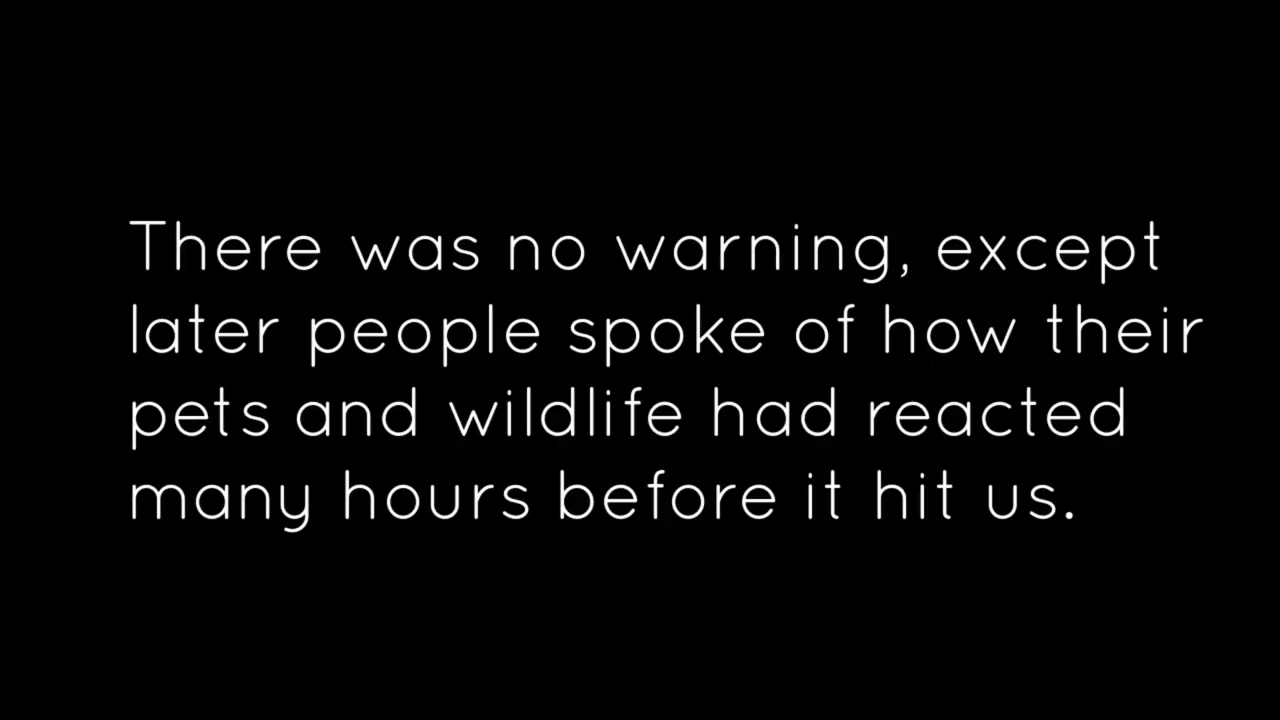 There was no warning, except
later people spoke of how their
pets and wildlife had reacted
many hours before it hit us.